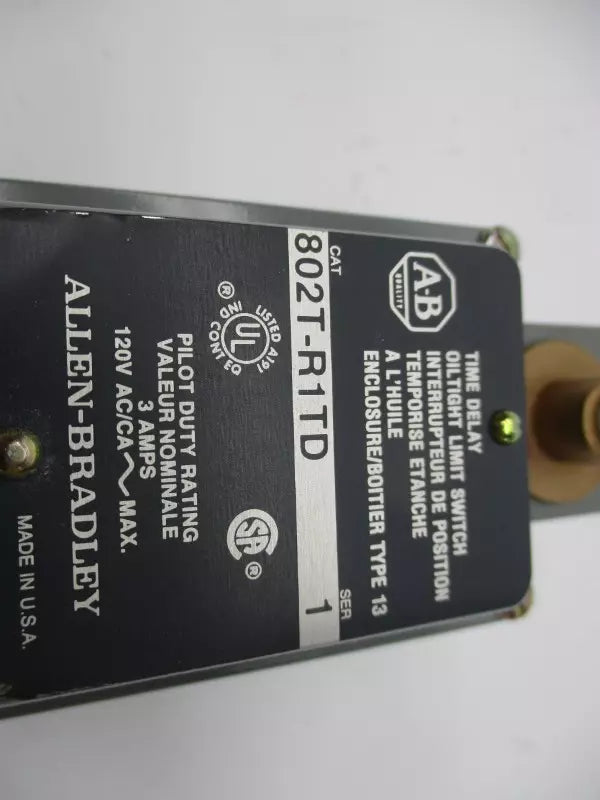 A-B
QUALITY
TIME DELAY
OILTIGHT LIMIT SWITCH
INTERRUPTEUR DE POSITION
TEMPORISE ETANCHE
A L'HUILE
ENCLOSURE/BOITIER TYPE 13
CAT SER
802T-R1TD 1
LISTED A191
UL
IND CONT EQ
®
SA ®
PILOT DUTY RATING
VALEUR NOMINALE
3 AMPS
120V AC/CA～MAX.
ALLEN-BRADLEY
MADE IN U.S.A.